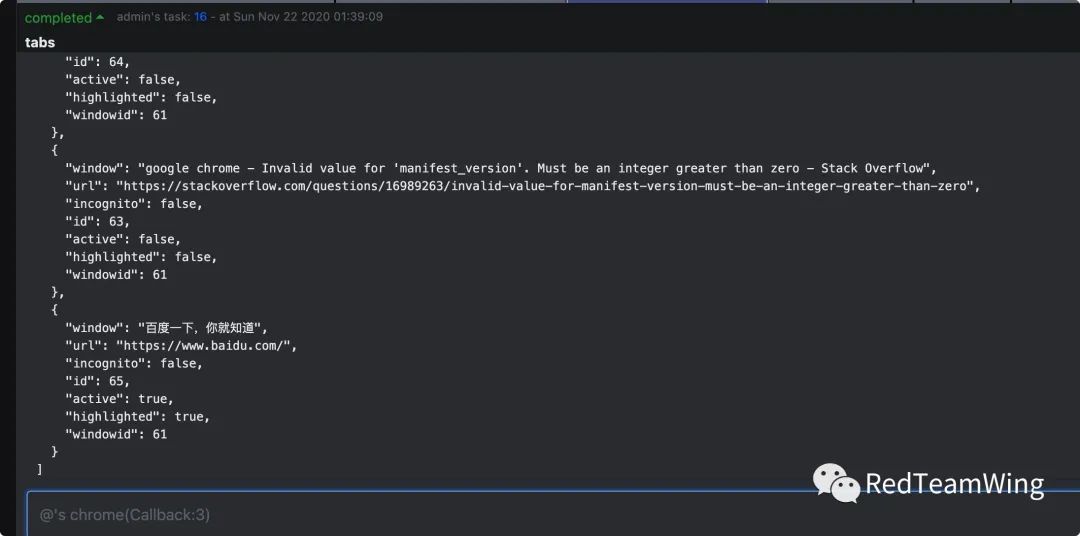 completed admin's task: 16 - at Sun Nov 22 2020 01:39:09
tabs
"id": 64,
"active": false,
"highlighted": false,
"windowid": 61
},
{
"window": "google chrome - Invalid value for 'manifest_version'. Must be an integer greater than zero - Stack Overflow",
"url": "https://stackoverflow.com/questions/16989263/invalid-value-for-manifest-version-must-be-an-integer-greater-than-zero",
"incognito": false,
"id": 63,
"active": false,
"highlighted": false,
"windowid": 61
},
{
"window": "百度一下，你就知道",
"url": "https://www.baidu.com/",
"incognito": false,
"id": 65,
"active": true,
"highlighted": true,
"windowid": 61
}
]
RedTeamWing
@'s chrome(Callback:3)